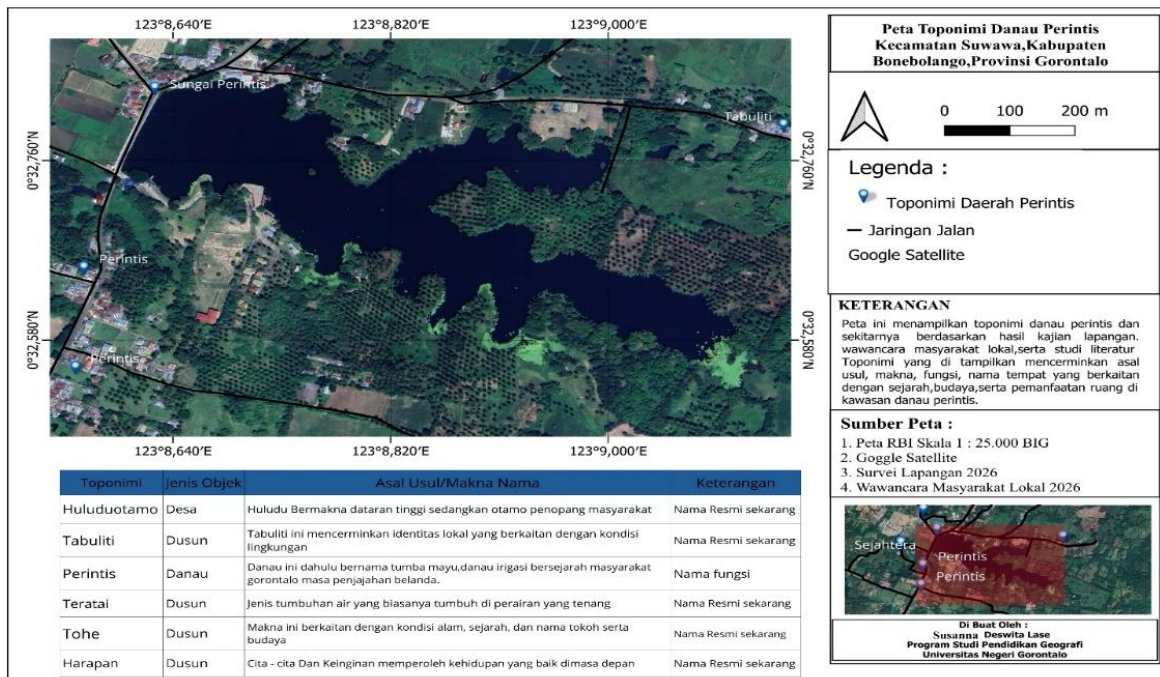 123°8,640′E 123°8,820′E 123°9,000′E
0°32,760′N 0°32,760′N
0°32,580′N 0°32,580′N
Sungai Perintis
Tabuliti
Perintis
Perintis
123°8,640′E 123°8,820′E 123°9,000′E
Toponimi Jenis Objek Asal Usul/Makna Nama Keterangan
Huluduotamo Desa Huludu Bermakna dataran tinggi sedangkan otamo penopang masyarakat Nama Resmi sekarang
Tabuliti Dusun Tabuliti ini mencerminkan identitas lokal yang berkaitan dengan kondisi
lingkungan Nama Resmi sekarang
Perintis Danau Danau ini dahulu bernama tumba mayu,danau irigasi bersejarah masyarakat
gorontalo masa penjajahan belanda. Nama fungsi
Teratai Dusun Jenis tumbuhan air yang biasanya tumbuh di perairan yang tenang Nama Resmi sekarang
Tohe Dusun Makna ini berkaitan dengan kondisi alam, sejarah, dan nama tokoh serta
budaya Nama Resmi sekarang
Harapan Dusun Cita - cita Dan Keinginan memperoleh kehidupan yang baik dimasa depan Nama Resmi sekarang
Peta Toponimi Danau Perintis
Kecamatan Suwawa,Kabupaten
Bonebolango,Provinsi Gorontalo
0 100 200 m
Legenda :
Toponimi Daerah Perintis
Jaringan Jalan
Google Satellite
KETERANGAN
Peta ini menampilkan toponimi danau perintis dan
sekitarnya berdasarkan hasil kajian lapangan.
wawancara masyarakat lokal,serta studi literatur
Toponimi yang di tampilkan mencerminkan asal
usul, makna, fungsi, nama tempat yang berkaitan
dengan sejarah,budaya,serta pemanfaatan ruang di
kawasan danau perintis.
Sumber Peta :
1. Peta RBI Skala 1 : 25.000 BIG
2. Goggle Satellite
3. Survei Lapangan 2026
4. Wawancara Masyarakat Lokal 2026
Sejahtera
Perintis
Perintis
Di Buat Oleh :
Susanna Deswita Lase
Program Studi Pendidikan Geografi
Universitas Negeri Gorontalo